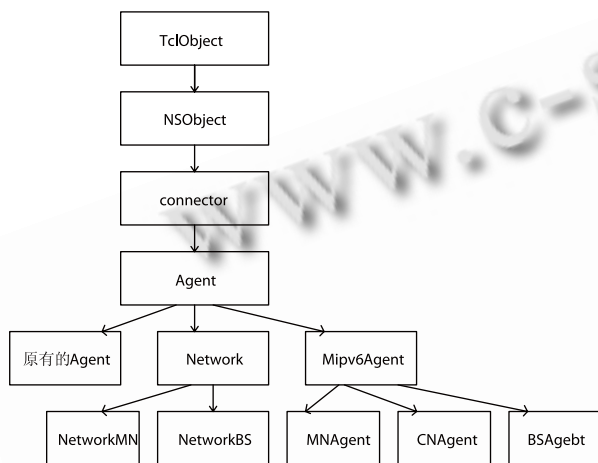 TclObject
NSObject
connector
Agent
原有的Agent
Network
Mipv6Agent
NetworkMN
NetworkBS
MNAgent
CNAgent
BSAgebt
www.c-s